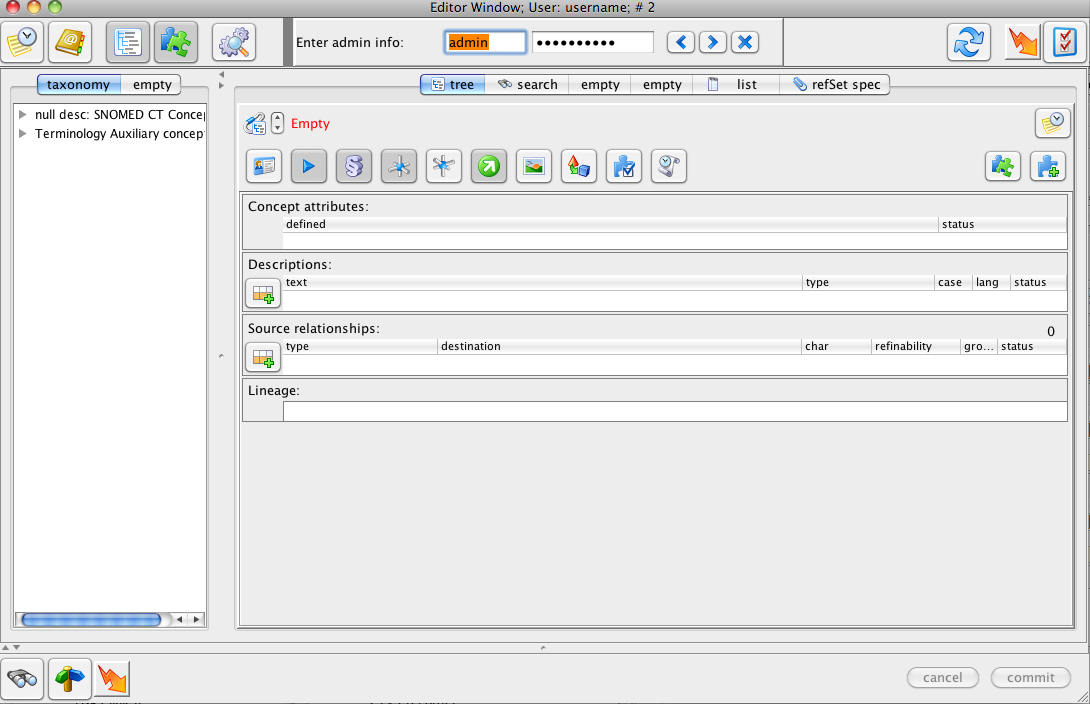 Editor Window; User: username; # 2
Enter admin info: admin ••••••••••
taxonomy empty
tree search empty empty list refSet spec
null desc: SNOMED CT Conce
Terminology Auxiliary concep
Empty
Concept attributes:
defined status
Descriptions:
text type case lang status
Source relationships: 0
type destination char refinability gro... status
Lineage:
cancel commit